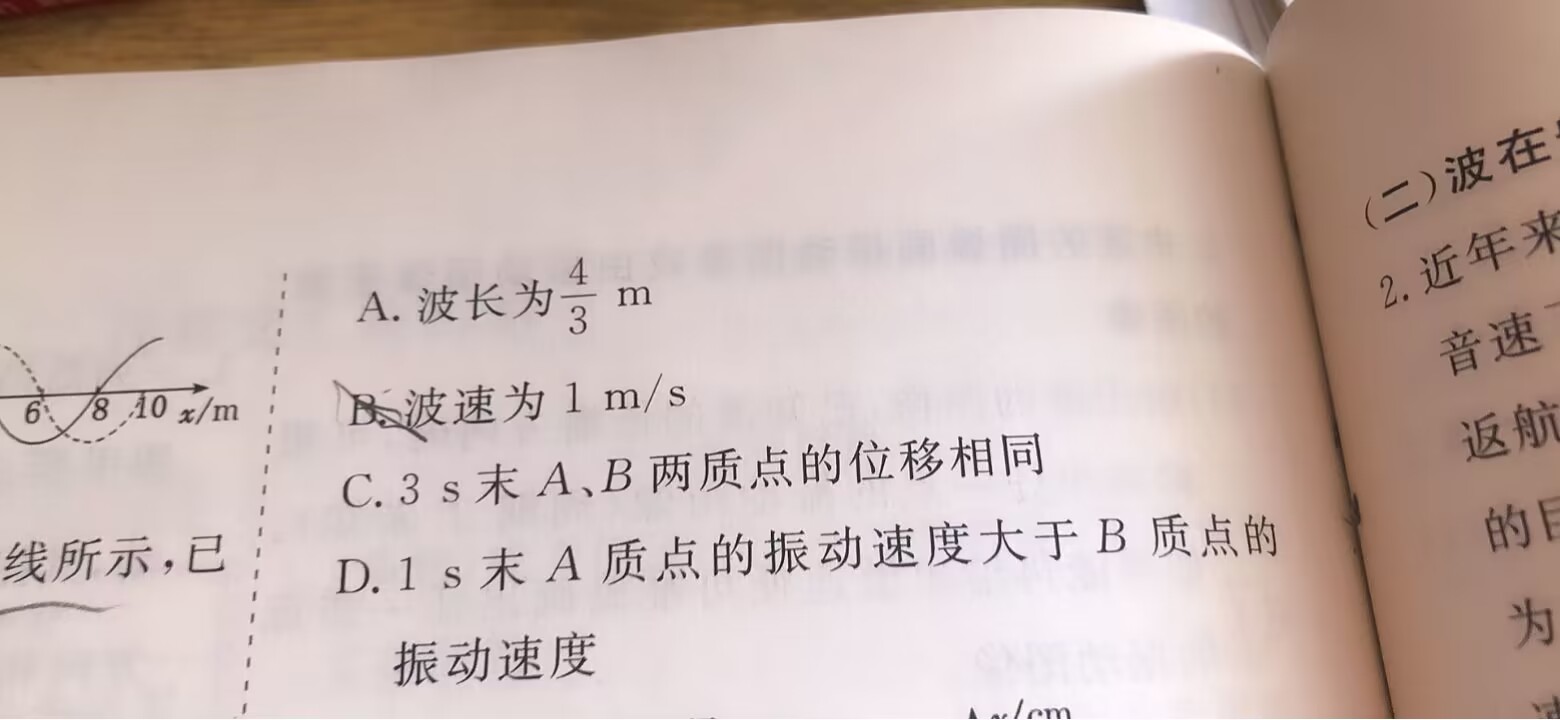 6 8 10 x/m
线所示,已
A. 波长为4/3 m
B. 波速为 1 m/s
C. 3 s 末 A、B 两质点的位移相同
D. 1 s 末 A 质点的振动速度大于 B 质点的
振动速度
x/cm
(二)波在
2. 近年来
音速
返航
的目
为